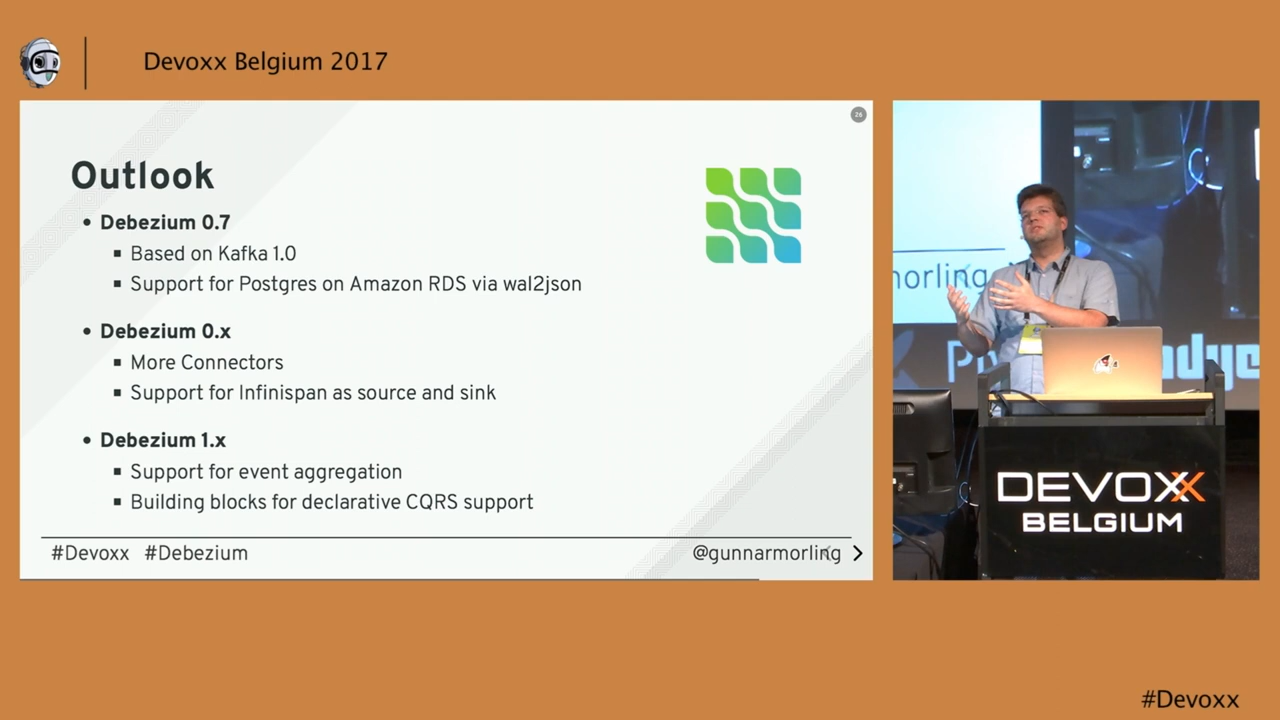 Devoxx Belgium 2017
26
Outlook
• Debezium 0.7
▪ Based on Kafka 1.0
▪ Support for Postgres on Amazon RDS via wal2json
• Debezium 0.x
▪ More Connectors
▪ Support for Infinispan as source and sink
• Debezium 1.x
▪ Support for event aggregation
▪ Building blocks for declarative CQRS support
#Devoxx #Debezium
@gunnarmorling
norling
DEVOXX
BELGIUM
#Devoxx